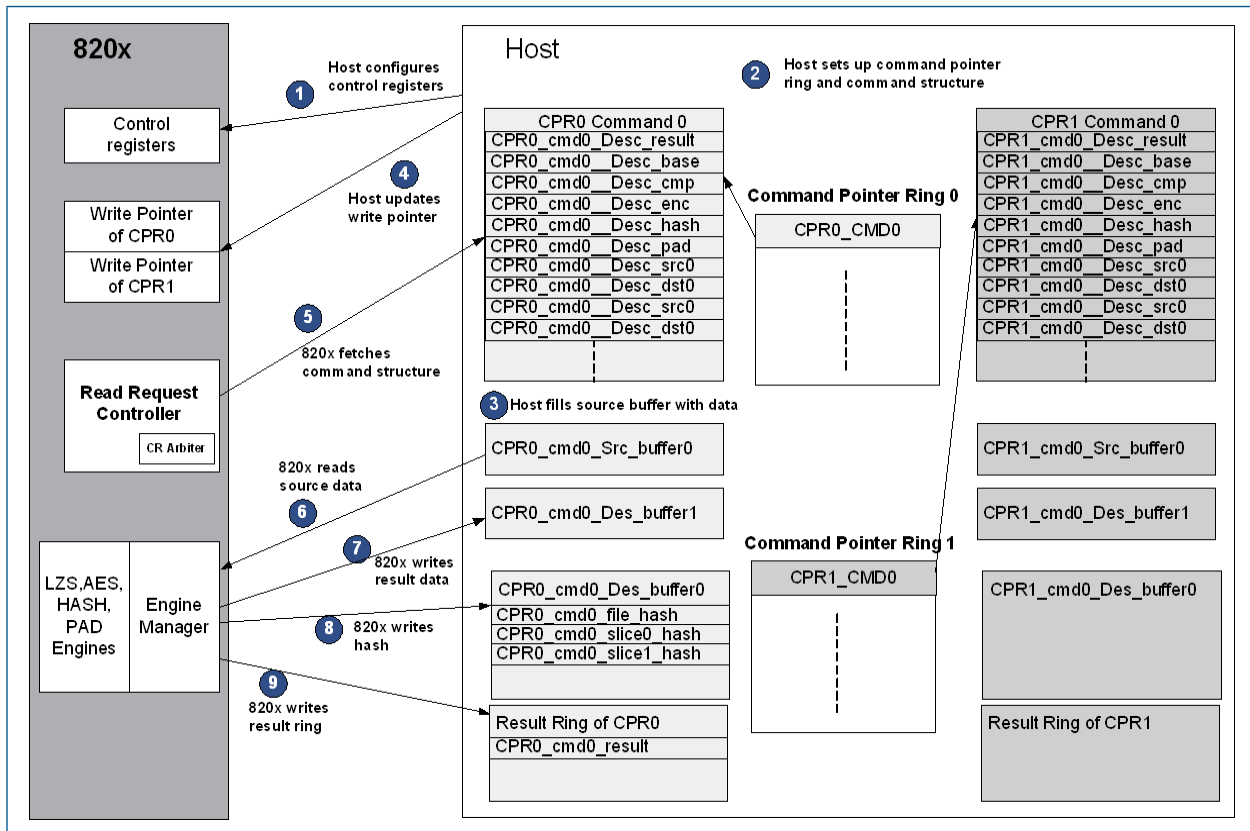 820x
Host
Host configures
control registers
1
2
Host sets up command pointer
ring and command structure
Control
registers
4
Host updates
write pointer
Write Pointer
of CPR0
Write Pointer
of CPR1
5
820x fetches
command structure
Read Request
Controller
CR Arbiter
CPR0 Command 0
CPR0_cmd0_Desc_result
CPR0_cmd0__Desc_base
CPR0_cmd0__Desc_cmp
CPR0_cmd0__Desc_enc
CPR0_cmd0__Desc_hash
CPR0_cmd0__Desc_pad
CPR0_cmd0__Desc_src0
CPR0_cmd0__Desc_dst0
CPR0_cmd0__Desc_src0
CPR0_cmd0__Desc_dst0
Command Pointer Ring 0
CPR0_CMD0
CPR1 Command 0
CPR1_cmd0_Desc_result
CPR1_cmd0__Desc_base
CPR1_cmd0__Desc_cmp
CPR1_cmd0__Desc_enc
CPR1_cmd0__Desc_hash
CPR1_cmd0__Desc_pad
CPR1_cmd0__Desc_src0
CPR1_cmd0__Desc_dst0
CPR1_cmd0__Desc_src0
CPR1_cmd0__Desc_dst0
3
Host fills source buffer with data
820x reads
source data
6
CPR0_cmd0_Src_buffer0
CPR1_cmd0_Src_buffer0
7
820x writes
result data
CPR0_cmd0_Des_buffer1
CPR1_cmd0_Des_buffer1
LZS,AES,
HASH,
PAD
Engines
Engine
Manager
8
820x writes
hash
CPR0_cmd0_Des_buffer0
CPR0_cmd0_file_hash
CPR0_cmd0_slice0_hash
CPR0_cmd0_slice1_hash
Command Pointer Ring 1
CPR1_CMD0
CPR1_cmd0_Des_buffer0
9
820x writes
result ring
Result Ring of CPR0
CPR0_cmd0_result
Result Ring of CPR1